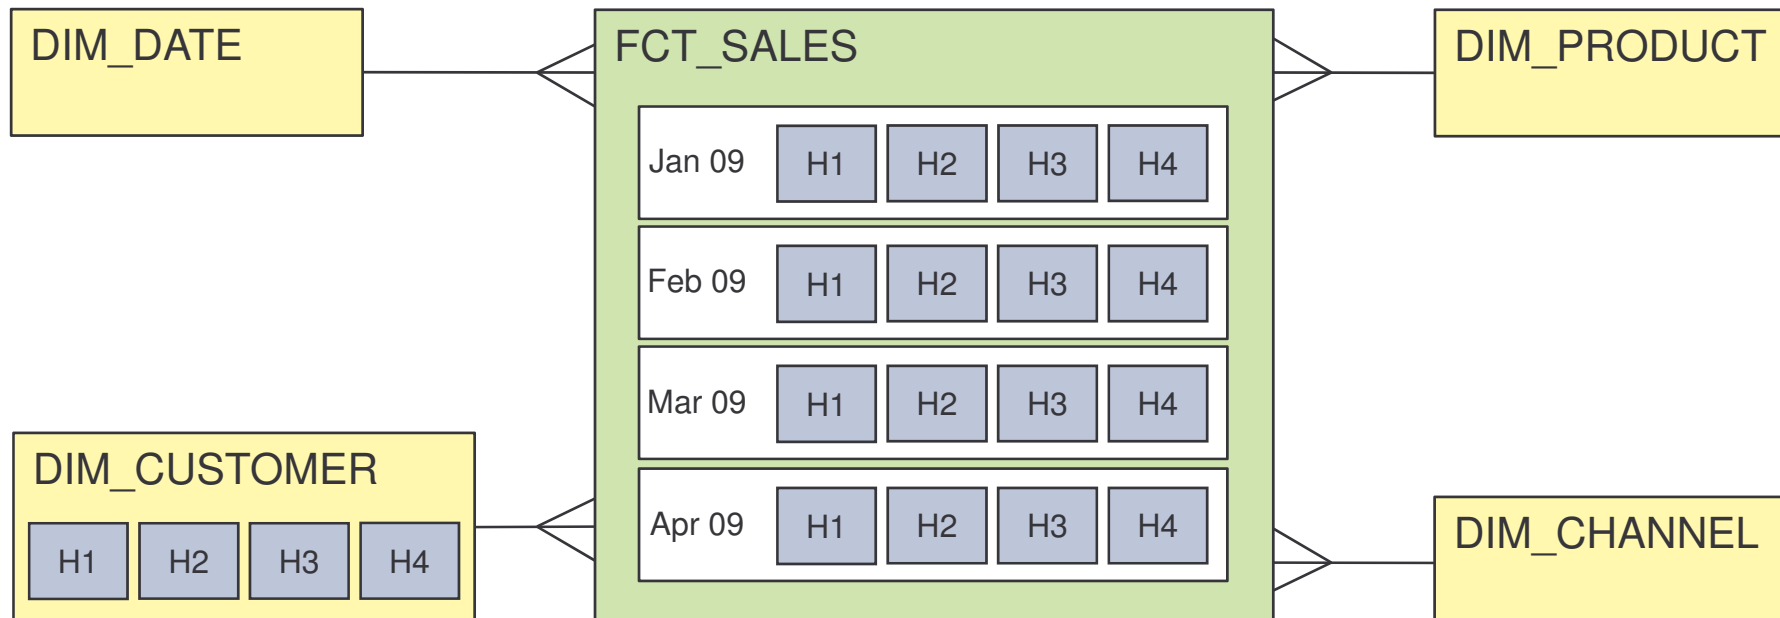 DIM_DATE
FCT_SALES
DIM_PRODUCT
Jan 09 H1 H2 H3 H4
Feb 09 H1 H2 H3 H4
Mar 09 H1 H2 H3 H4
Apr 09 H1 H2 H3 H4
DIM_CUSTOMER
H1 H2 H3 H4
DIM_CHANNEL